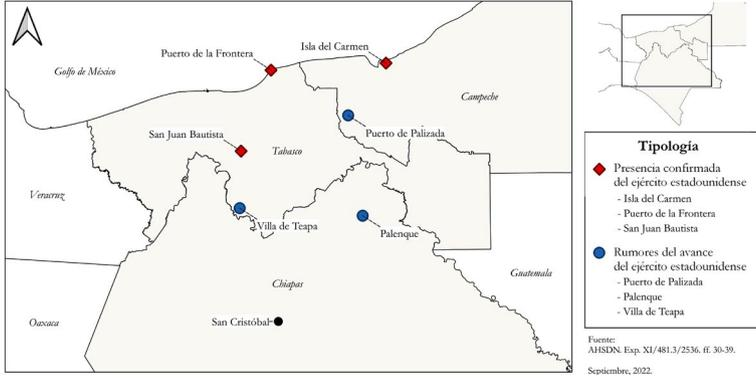 Puerto de la Frontera
Isla del Carmen
Golfo de México
Campeche
Puerto de Palizada
San Juan Bautista
Tabasco
Veracruz
Villa de Teapa
Palenque
Guatemala
Chiapas
Oaxaca
San Cristóbal
Tipología
Presencia confirmada
del ejército estadounidense
- Isla del Carmen
- Puerto de la Frontera
- San Juan Bautista
Rumores del avance
del ejército estadounidense
- Puerto de Palizada
- Palenque
- Villa de Teapa
Fuente:
AHSDN. Exp. XI/481.3/2536. ff. 30-39.
Septiembre, 2022.